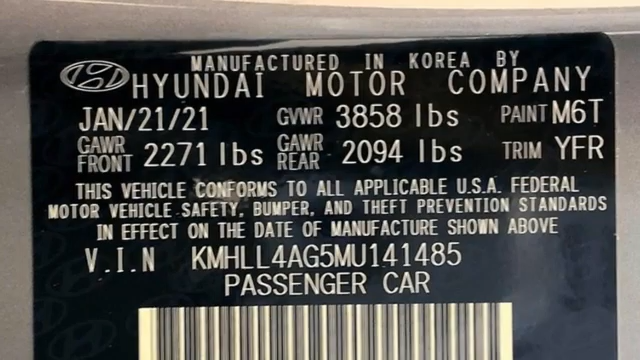 MANUFACTURED IN KOREA BY
HYUNDAI MOTOR COMPANY
JAN/21/21 GVWR 3858 lbs PAINT M6T
GAWR FRONT 2271 lbs GAWR REAR 2094 lbs TRIM YFR
THIS VEHICLE CONFORMS TO ALL APPLICABLE U.S.A. FEDERAL
MOTOR VEHICLE SAFETY, BUMPER, AND THEFT PREVENTION STANDARDS
IN EFFECT ON THE DATE OF MANUFACTURE SHOWN ABOVE
V.I.N KMHLL4AG5MU141485
PASSENGER CAR